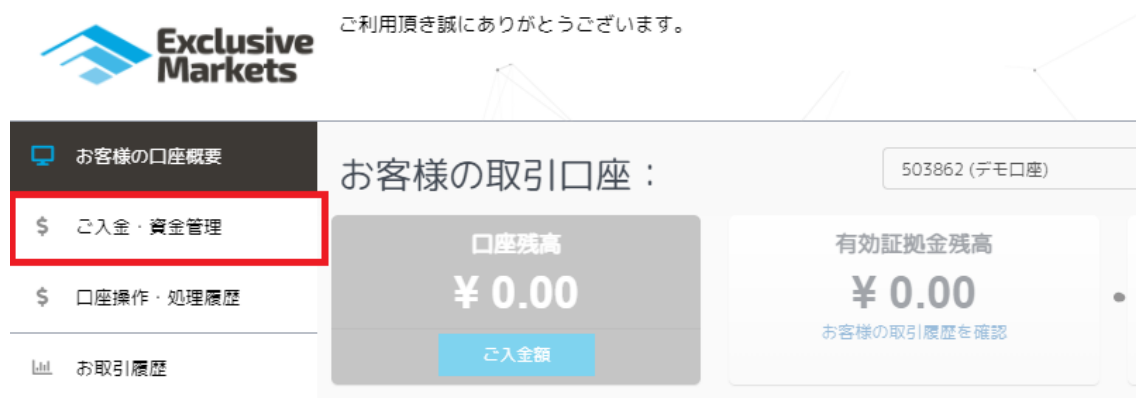 Exclusive
Markets
ご利用頂き誠にありがとうございます。
お客様の口座概要
$ ご入金・資金管理
$ 口座操作・処理履歴
お取引履歴
お客様の取引口座：
503862 (デモ口座)
口座残高
¥ 0.00
ご入金額
有効証拠金残高
¥ 0.00
お客様の取引履歴を確認